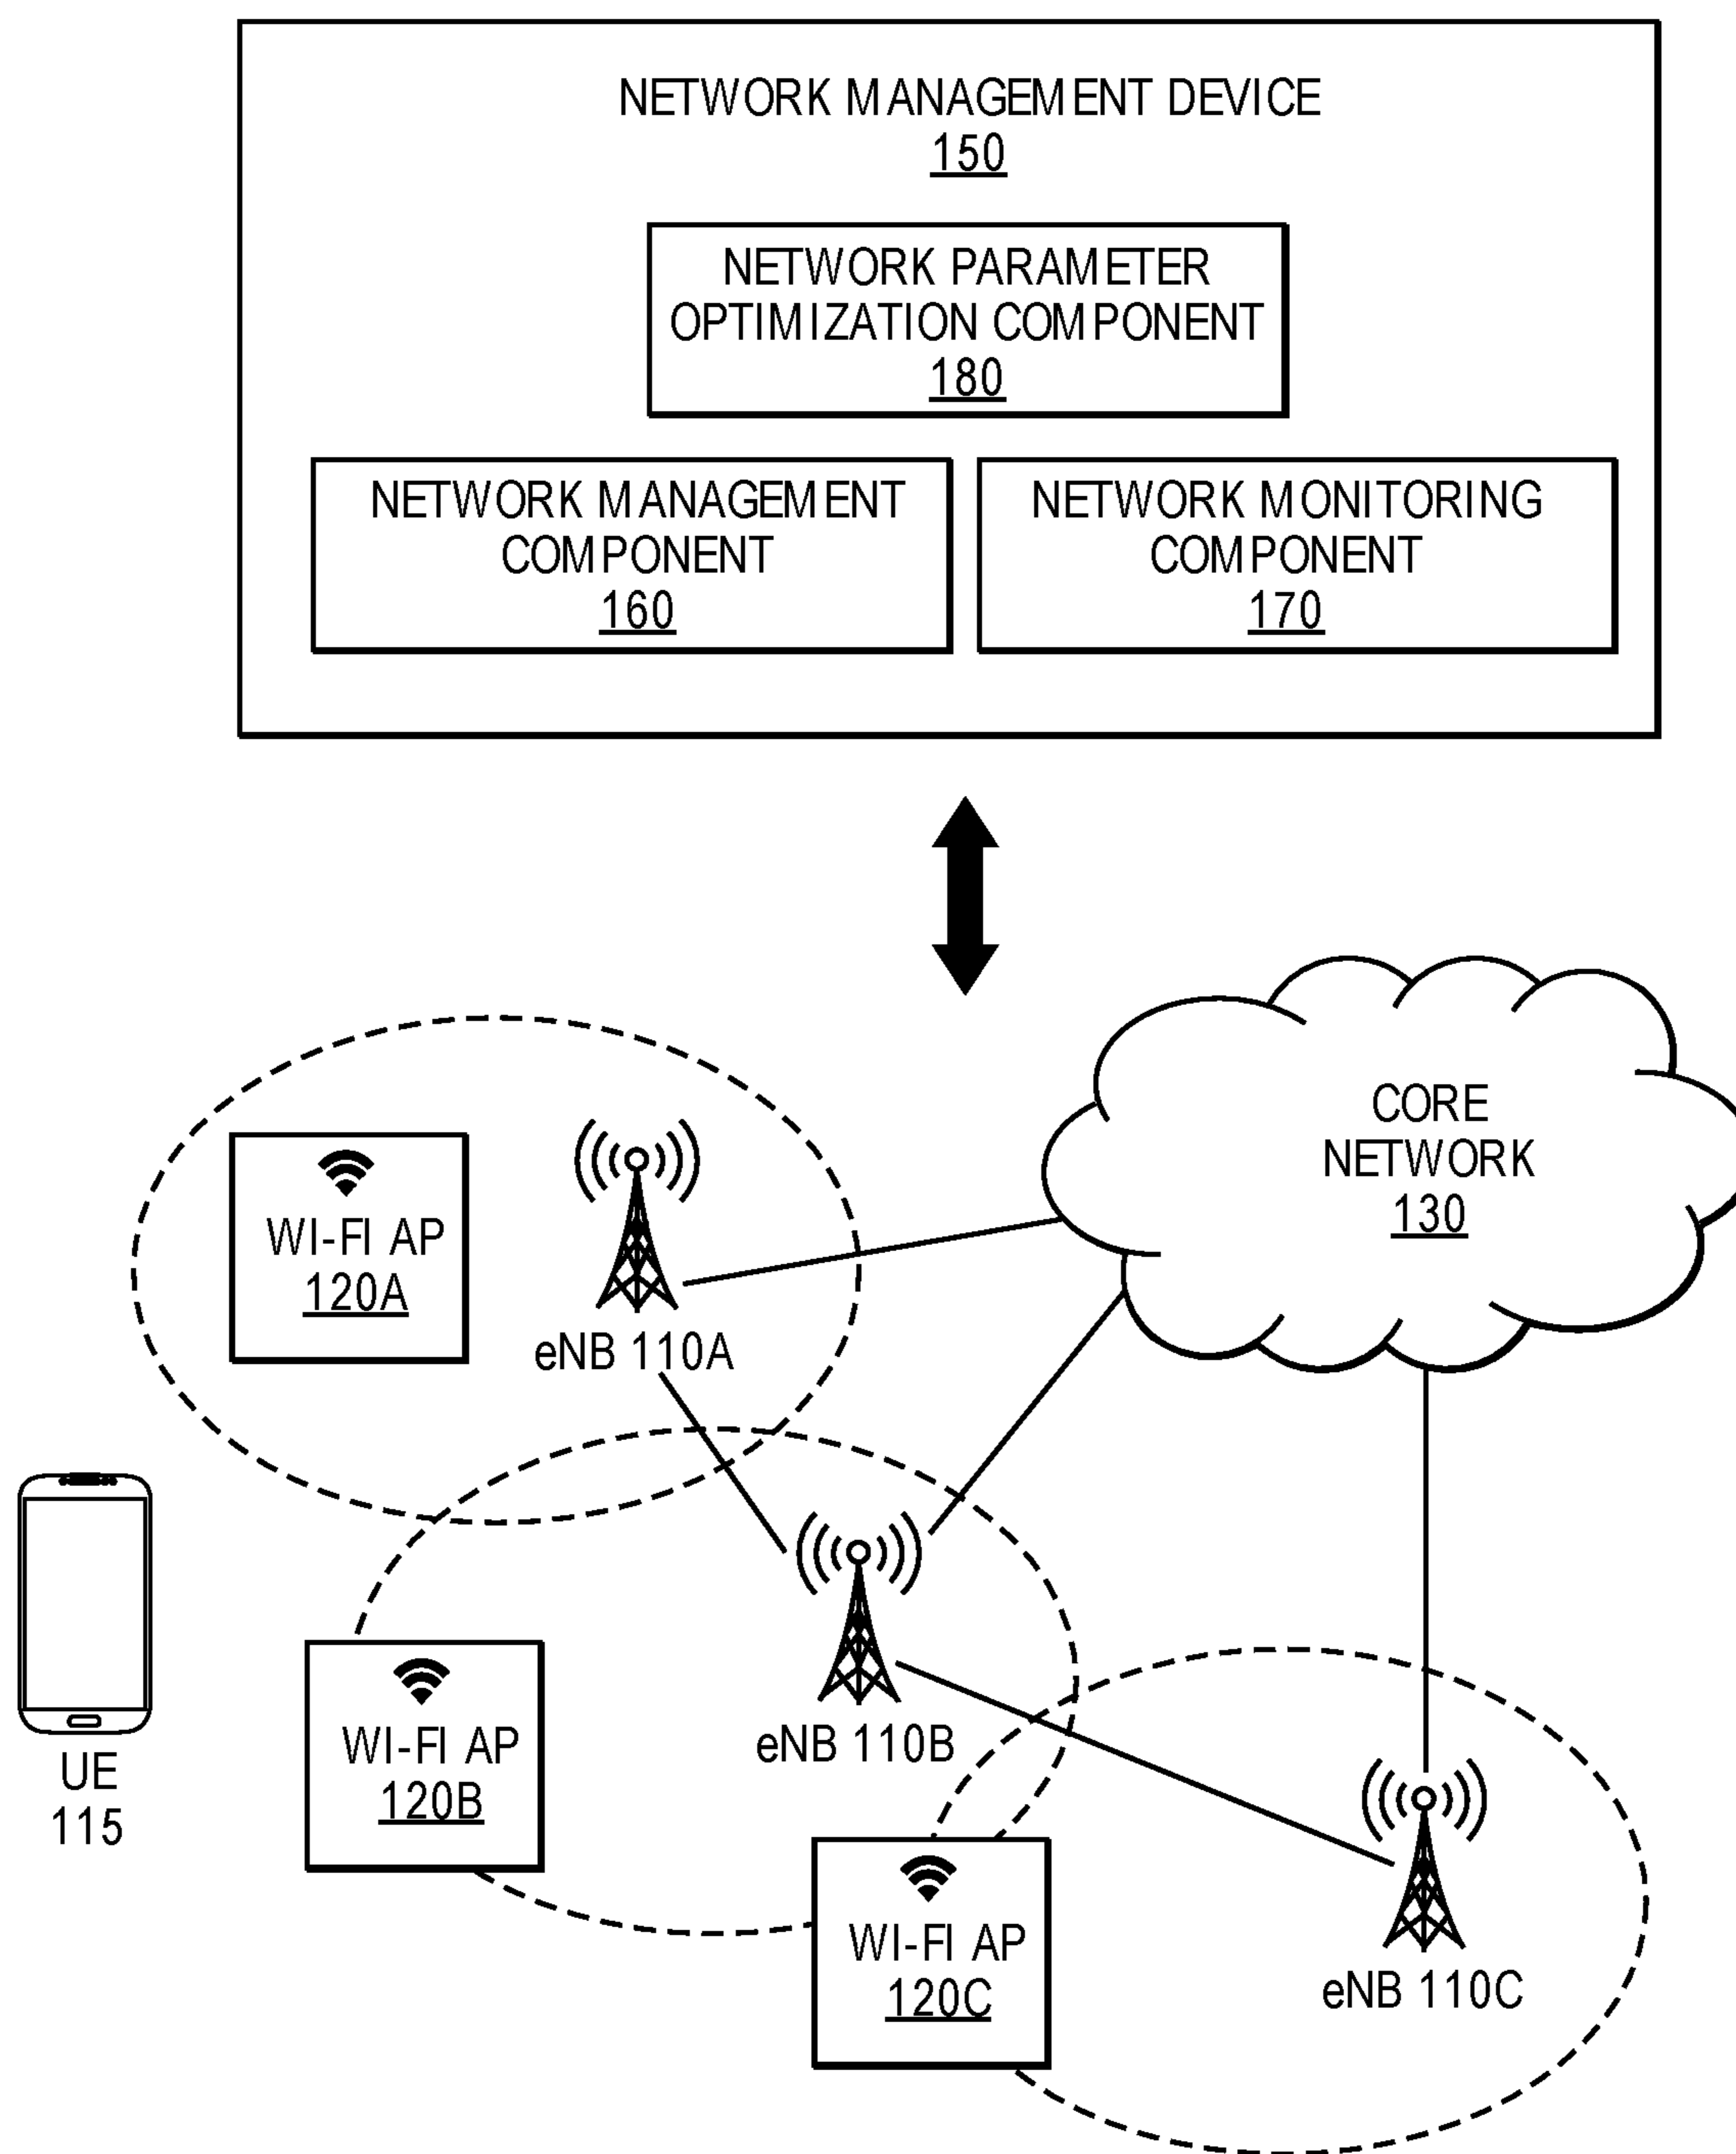 NETWORK MANAGEMENT DEVICE
150
NETWORK PARAMETER
OPTIMIZATION COMPONENT
180
NETWORK MANAGEMENT
COMPONENT
160
NETWORK MONITORING
COMPONENT
170
CORE
NETWORK
130
WI-FI AP
120A
eNB 110A
UE
115
WI-FI AP
120B
eNB 110B
WI-FI AP
120C
eNB 110C